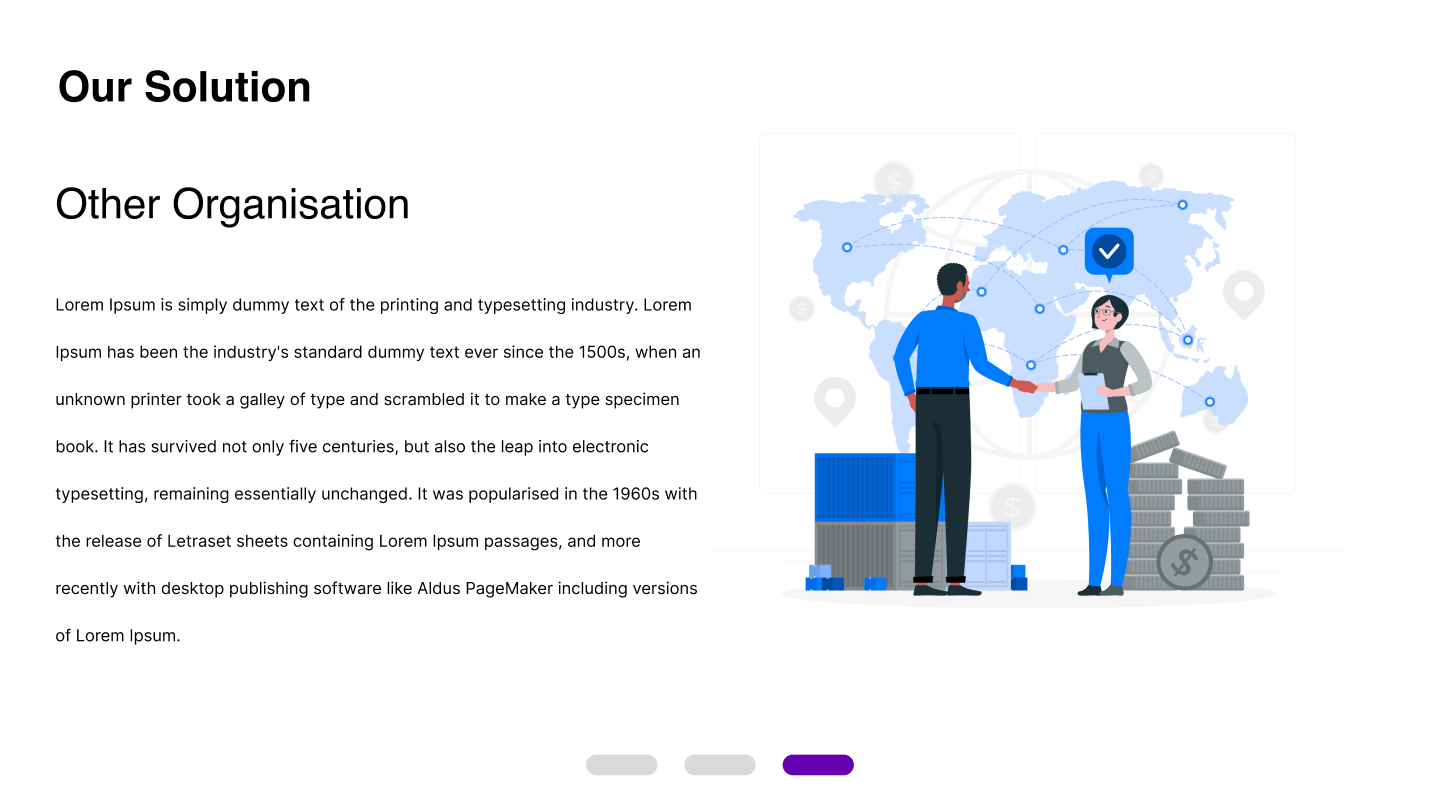 Our Solution
Other Organisation
Lorem Ipsum is simply dummy text of the printing and typesetting industry. Lorem
Ipsum has been the industry's standard dummy text ever since the 1500s, when an
unknown printer took a galley of type and scrambled it to make a type specimen
book. It has survived not only five centuries, but also the leap into electronic
typesetting, remaining essentially unchanged. It was popularised in the 1960s with
the release of Letraset sheets containing Lorem Ipsum passages, and more
recently with desktop publishing software like Aldus PageMaker including versions
of Lorem Ipsum.